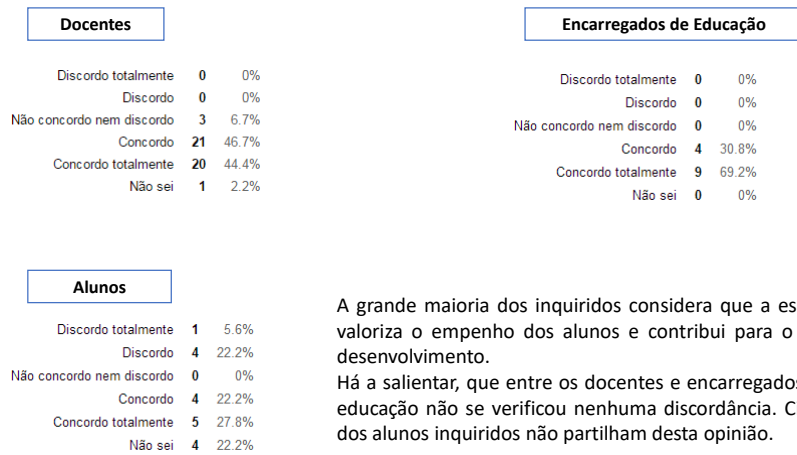 Docentes
Discordo totalmente 0 0%
Discordo 0 0%
Não concordo nem discordo 3 6.7%
Concordo 21 46.7%
Concordo totalmente 20 44.4%
Não sei 1 2.2%
Encarregados de Educação
Discordo totalmente 0 0%
Discordo 0 0%
Não concordo nem discordo 0 0%
Concordo 4 30.8%
Concordo totalmente 9 69.2%
Não sei 0 0%
Alunos
Discordo totalmente 1 5.6%
Discordo 4 22.2%
Não concordo nem discordo 0 0%
Concordo 4 22.2%
Concordo totalmente 5 27.8%
Não sei 4 22.2%
A grande maioria dos inquiridos considera que a es
valoriza o empenho dos alunos e contribui para o
desenvolvimento.
Há a salientar, que entre os docentes e encarregados
educação não se verificou nenhuma discordância. C
dos alunos inquiridos não partilham desta opinião.